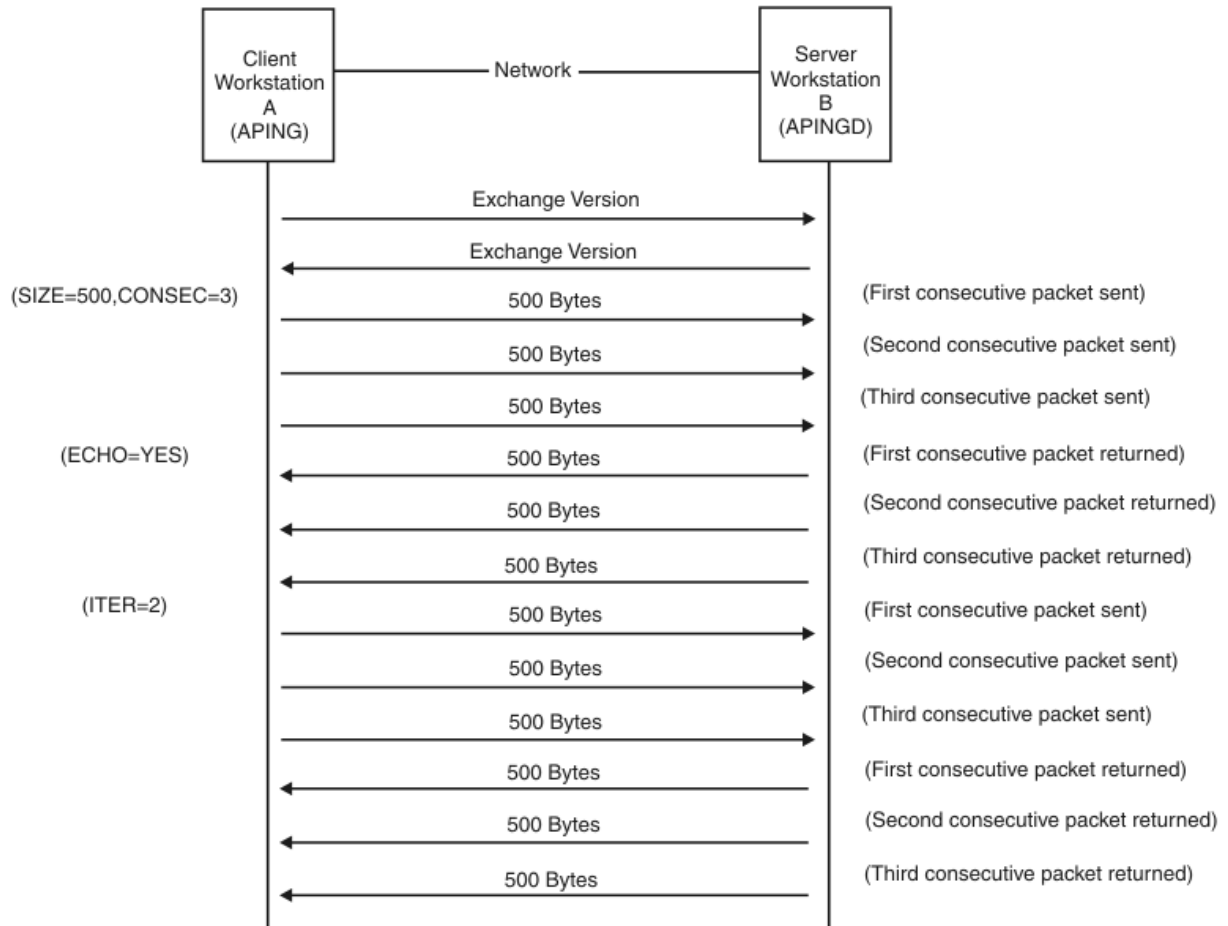 Client
Workstation
A
(APING)
Network
Server
Workstation
B
(APINGD)
Exchange Version
Exchange Version
(SIZE=500,CONSEC=3)
500 Bytes
(First consecutive packet sent)
500 Bytes
(Second consecutive packet sent)
500 Bytes
(Third consecutive packet sent)
(ECHO=YES)
500 Bytes
(First consecutive packet returned)
500 Bytes
(Second consecutive packet returned)
500 Bytes
(Third consecutive packet returned)
(ITER=2)
500 Bytes
(First consecutive packet sent)
500 Bytes
(Second consecutive packet sent)
500 Bytes
(Third consecutive packet sent)
500 Bytes
(First consecutive packet returned)
500 Bytes
(Second consecutive packet returned)
500 Bytes
(Third consecutive packet returned)